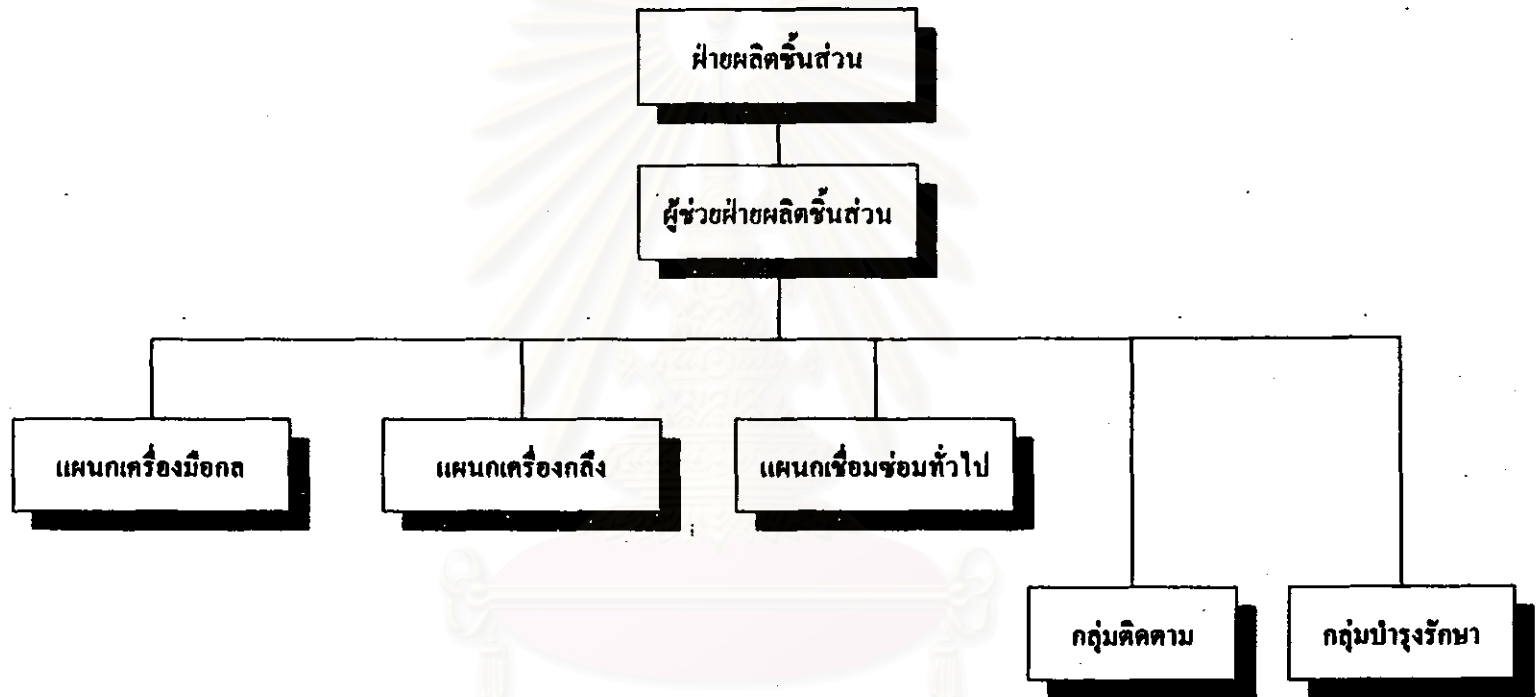 ฝ่ายผลิตชิ้นส่วน
ผู้ช่วยฝ่ายผลิตชิ้นส่วน
แผนกเครื่องมือกล
แผนกเครื่องกลึง
แผนกเชื่อมซ่อมทั่วไป
กลุ่มติดตาม
กลุ่มบำรุงรักษา